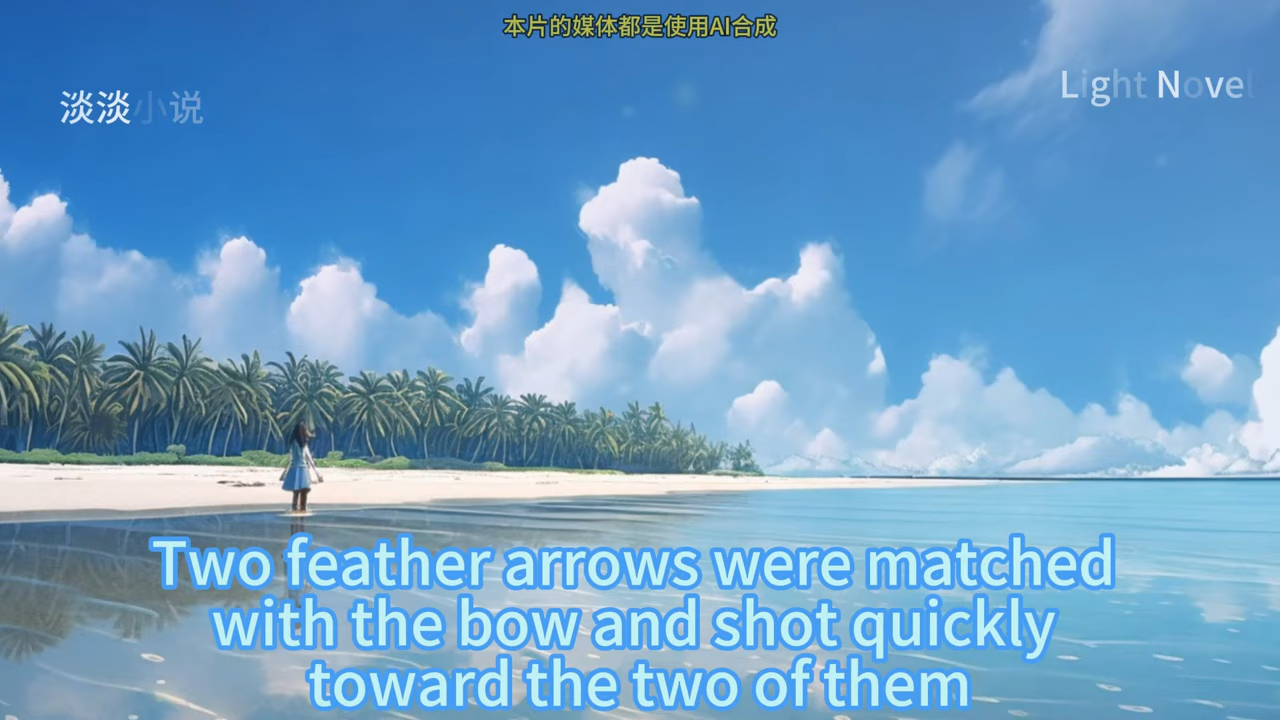 本片的媒体都是使用AI合成
淡淡小说
Light Novel
Two feather arrows were matched
with the bow and shot quickly
toward the two of them